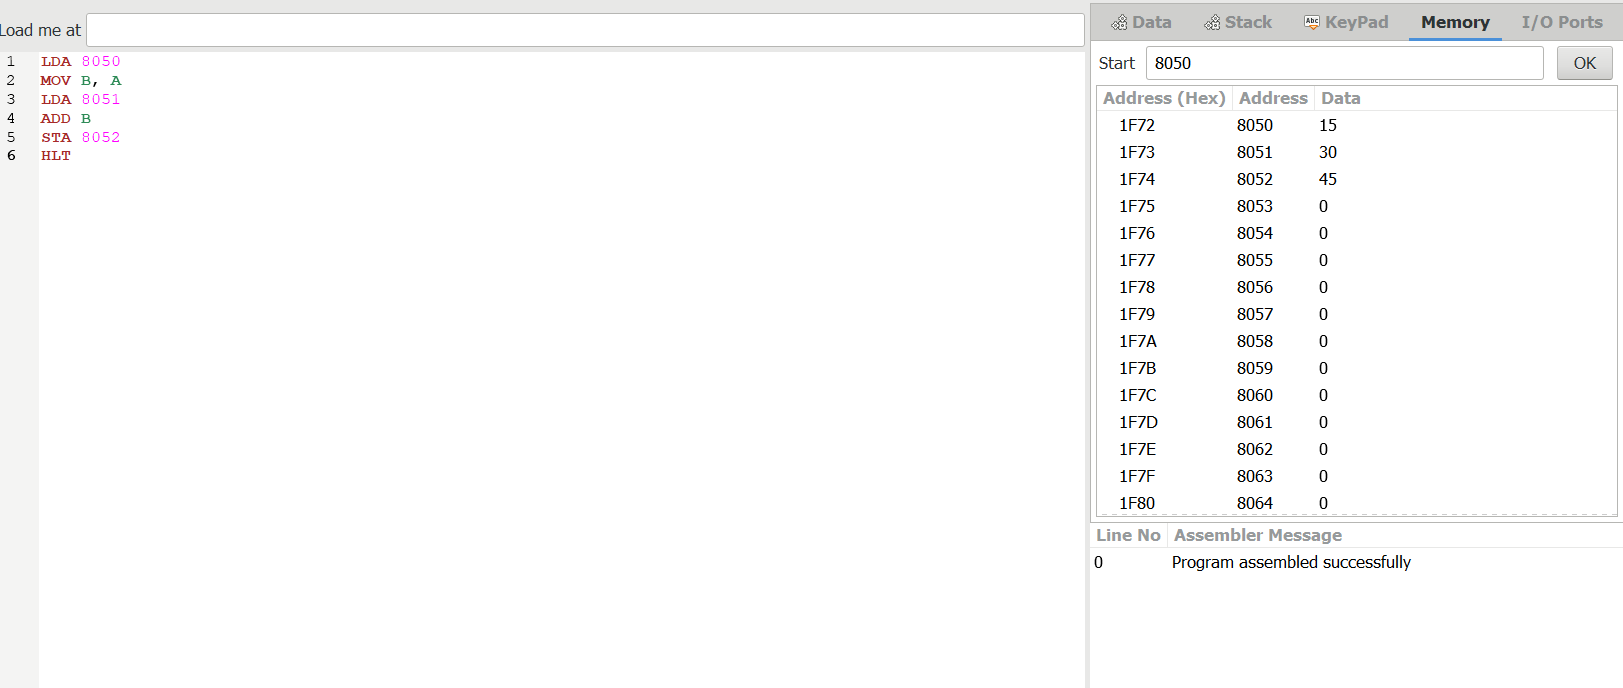 Load me at
1 LDA 8050
2 MOV B, A
3 LDA 8051
4 ADD B
5 STA 8052
6 HLT
Data Stack Abc KeyPad Memory I/O Ports
Start 8050 OK
Address (Hex) Address Data
1F72 8050 15
1F73 8051 30
1F74 8052 45
1F75 8053 0
1F76 8054 0
1F77 8055 0
1F78 8056 0
1F79 8057 0
1F7A 8058 0
1F7B 8059 0
1F7C 8060 0
1F7D 8061 0
1F7E 8062 0
1F7F 8063 0
1F80 8064 0
Line No Assembler Message
0 Program assembled successfully